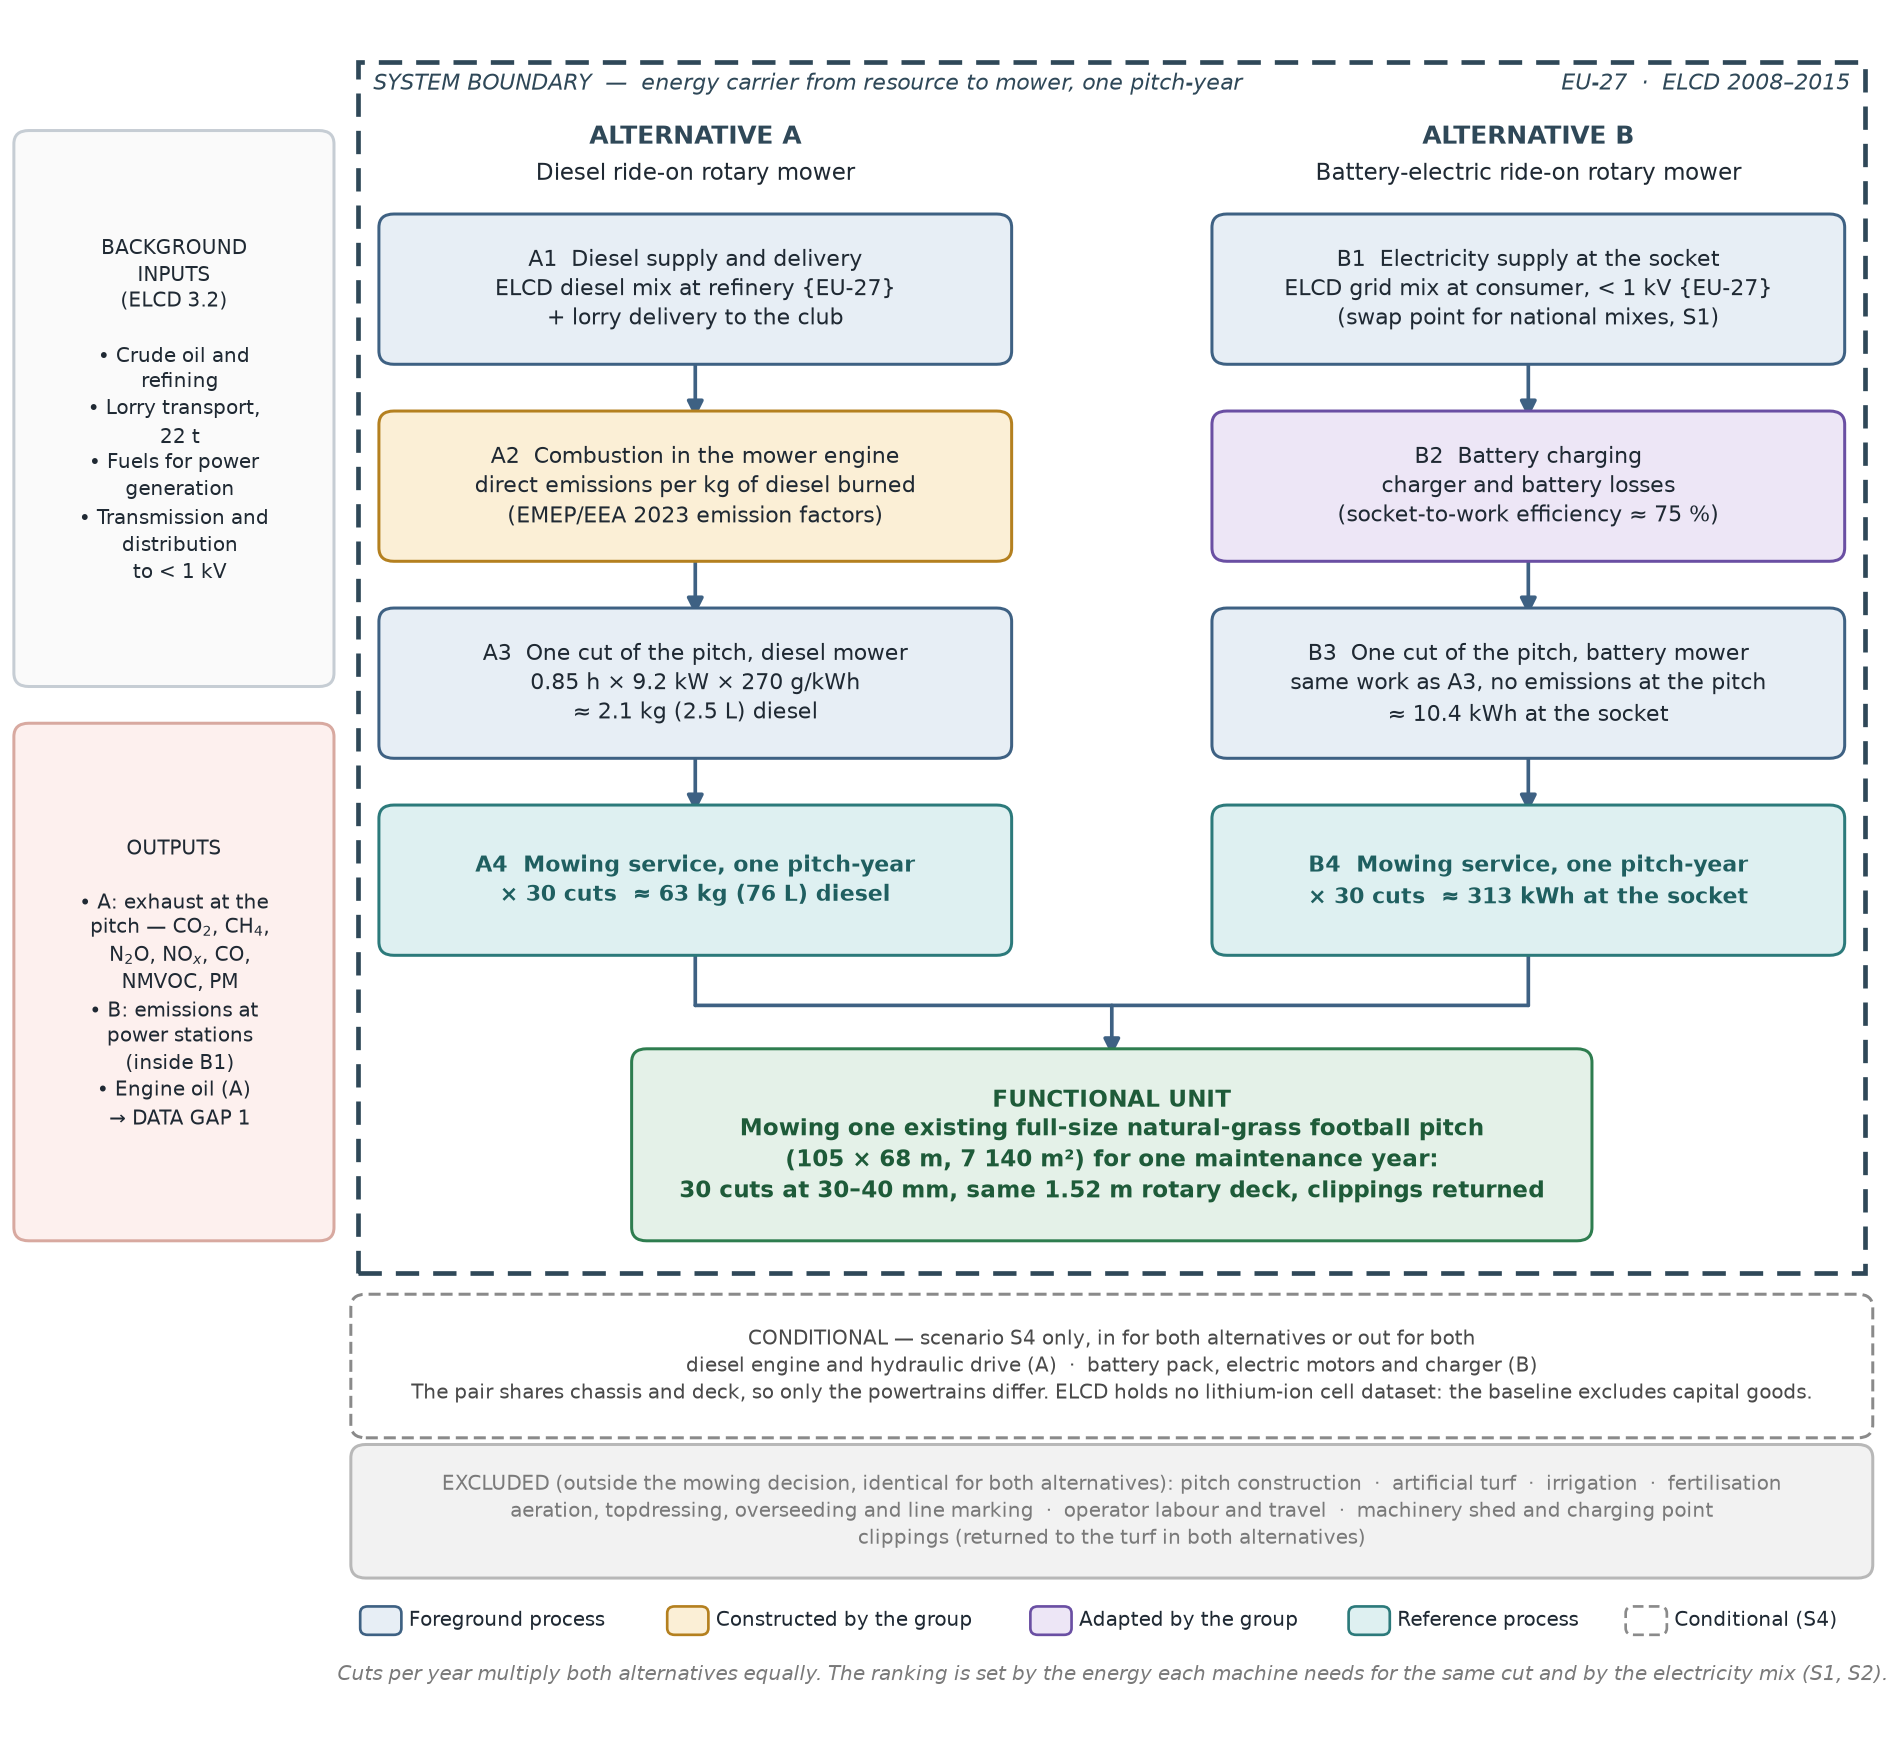 SYSTEM BOUNDARY — energy carrier from resource to mower, one pitch-year
EU-27 · ELCD 2008–2015
BACKGROUND
INPUTS
(ELCD 3.2)
• Crude oil and
refining
• Lorry transport,
22 t
• Fuels for power
generation
• Transmission and
distribution
to < 1 kV
OUTPUTS
• A: exhaust at the
pitch — CO₂, CH₄,
N₂O, NOₓ, CO,
NMVOC, PM
• B: emissions at
power stations
(inside B1)
• Engine oil (A)
→ DATA GAP 1
ALTERNATIVE A
Diesel ride-on rotary mower
A1 Diesel supply and delivery
ELCD diesel mix at refinery {EU-27}
+ lorry delivery to the club
A2 Combustion in the mower engine
direct emissions per kg of diesel burned
(EMEP/EEA 2023 emission factors)
A3 One cut of the pitch, diesel mower
0.85 h × 9.2 kW × 270 g/kWh
≈ 2.1 kg (2.5 L) diesel
A4 Mowing service, one pitch-year
× 30 cuts ≈ 63 kg (76 L) diesel
ALTERNATIVE B
Battery-electric ride-on rotary mower
B1 Electricity supply at the socket
ELCD grid mix at consumer, < 1 kV {EU-27}
(swap point for national mixes, S1)
B2 Battery charging
charger and battery losses
(socket-to-work efficiency ≈ 75 %)
B3 One cut of the pitch, battery mower
same work as A3, no emissions at the pitch
≈ 10.4 kWh at the socket
B4 Mowing service, one pitch-year
× 30 cuts ≈ 313 kWh at the socket
FUNCTIONAL UNIT
Mowing one existing full-size natural-grass football pitch
(105 × 68 m, 7 140 m²) for one maintenance year:
30 cuts at 30–40 mm, same 1.52 m rotary deck, clippings returned
CONDITIONAL — scenario S4 only, in for both alternatives or out for both
diesel engine and hydraulic drive (A) · battery pack, electric motors and charger (B)
The pair shares chassis and deck, so only the powertrains differ. ELCD holds no lithium-ion cell dataset: the baseline excludes capital goods.
EXCLUDED (outside the mowing decision, identical for both alternatives): pitch construction · artificial turf · irrigation · fertilisation
aeration, topdressing, overseeding and line marking · operator labour and travel · machinery shed and charging point
clippings (returned to the turf in both alternatives)
Foreground process
Constructed by the group
Adapted by the group
Reference process
Conditional (S4)
Cuts per year multiply both alternatives equally. The ranking is set by the energy each machine needs for the same cut and by the electricity mix (S1, S2).